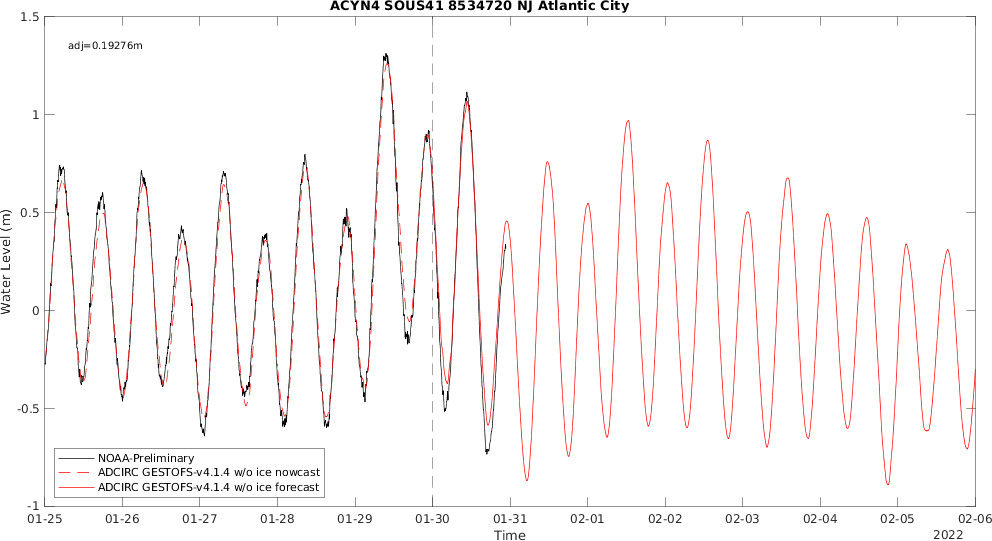 ACYN4 SOUS41 8534720 NJ Atlantic City
adj=0.19276m
1.5
1
0.5
0
-0.5
-1
Water Level (m)
NOAA-Preliminary
ADCIRC GESTOFS-v4.1.4 w/o ice nowcast
ADCIRC GESTOFS-v4.1.4 w/o ice forecast
01-25 01-26 01-27 01-28 01-29 01-30 01-31 02-01 02-02 02-03 02-04 02-05 02-06
Time
2022